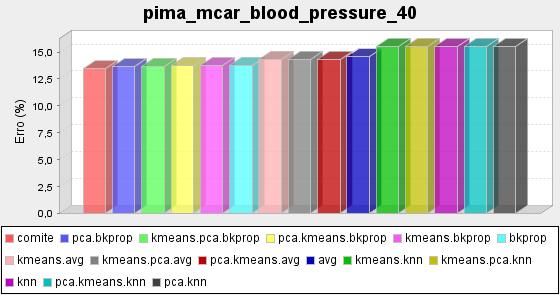 pima_mcar_blood_pressure_40
15,0
12,5
10,0
7,5
5,0
2,5
0,0
Erro (%)
comite pca.bkprop kmeans.pca.bkprop pca.kmeans.bkprop kmeans.bkprop bkprop
kmeans.avg kmeans.pca.avg pca.kmeans.avg avg kmeans.knn kmeans.pca.knn
knn pca.kmeans.knn pca.knn